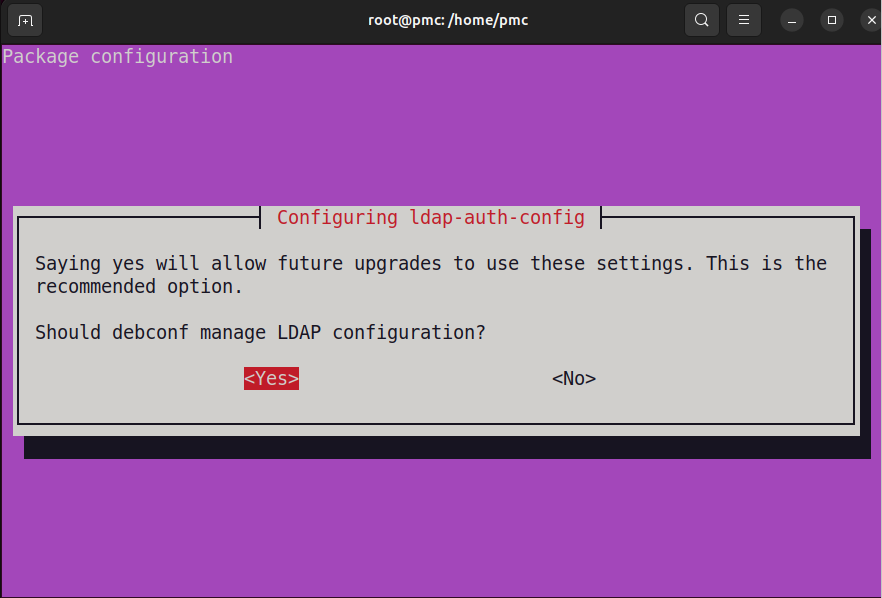 root@pmc: /home/pmc
Package configuration
Configuring ldap-auth-config
Saying yes will allow future upgrades to use these settings. This is the
recommended option.
Should debconf manage LDAP configuration?
<Yes> <No>